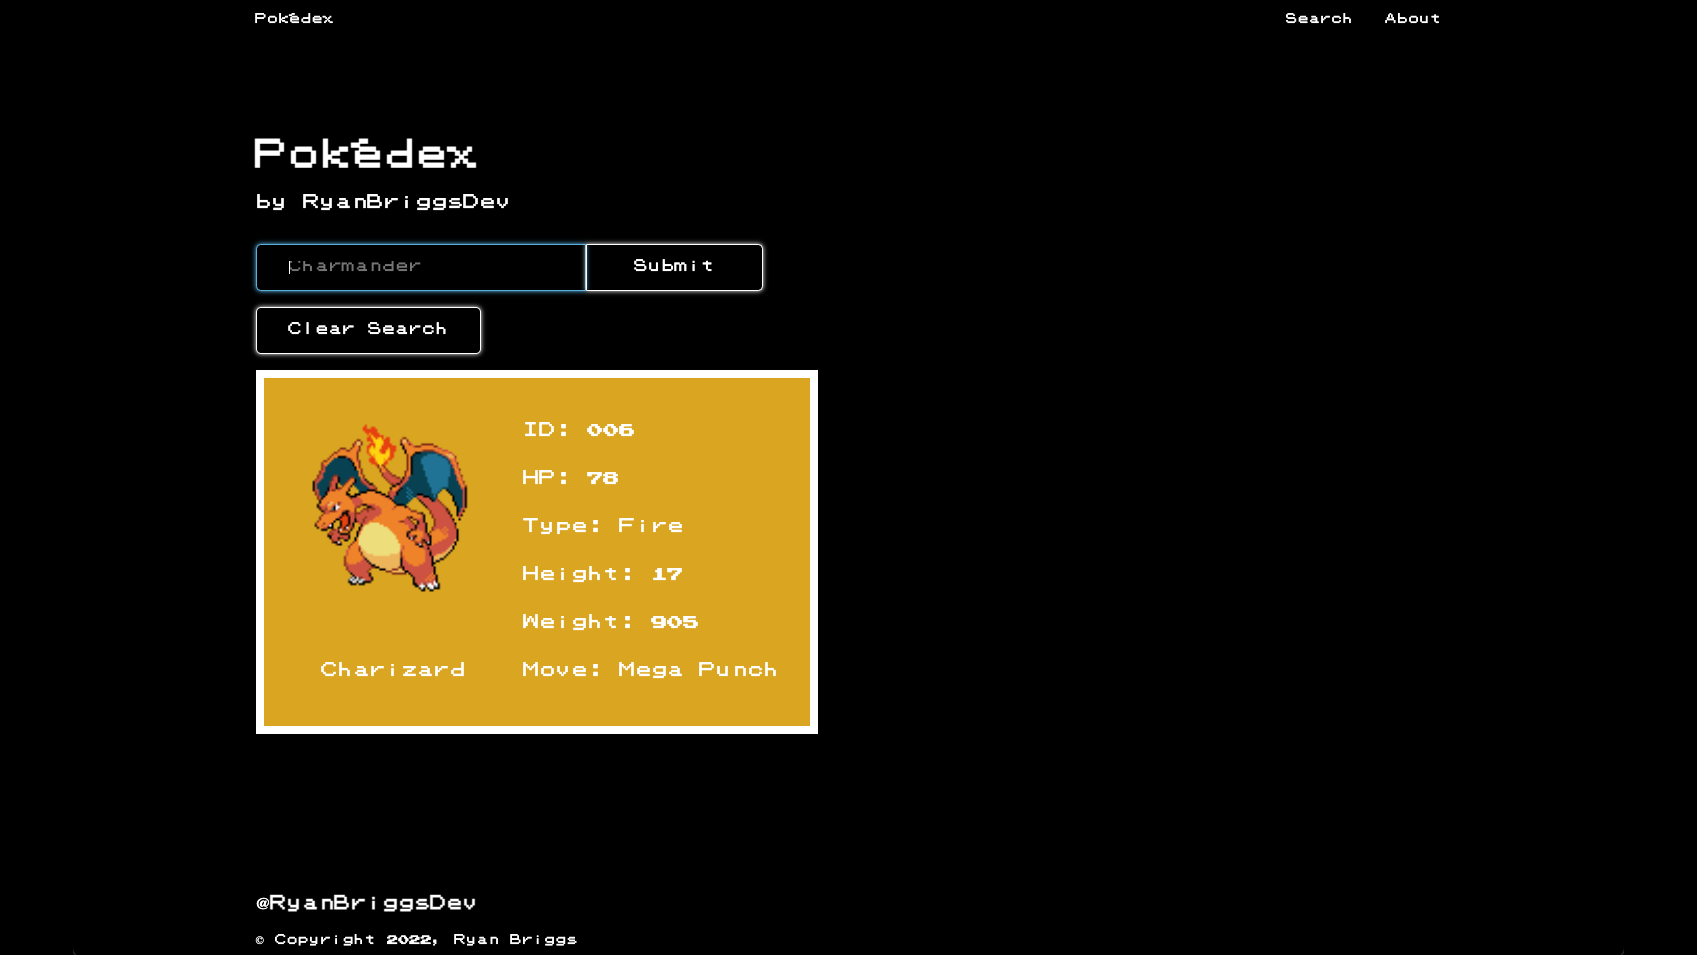 Pokédex
Search
About
Pokédex
by RyanBriggsDev
Charmander
Submit
Clear Search
ID: 006
HP: 78
Type: Fire
Height: 17
Weight: 905
Charizard
Move: Mega Punch
@RyanBriggsDev
© Copyright 2022, Ryan Briggs